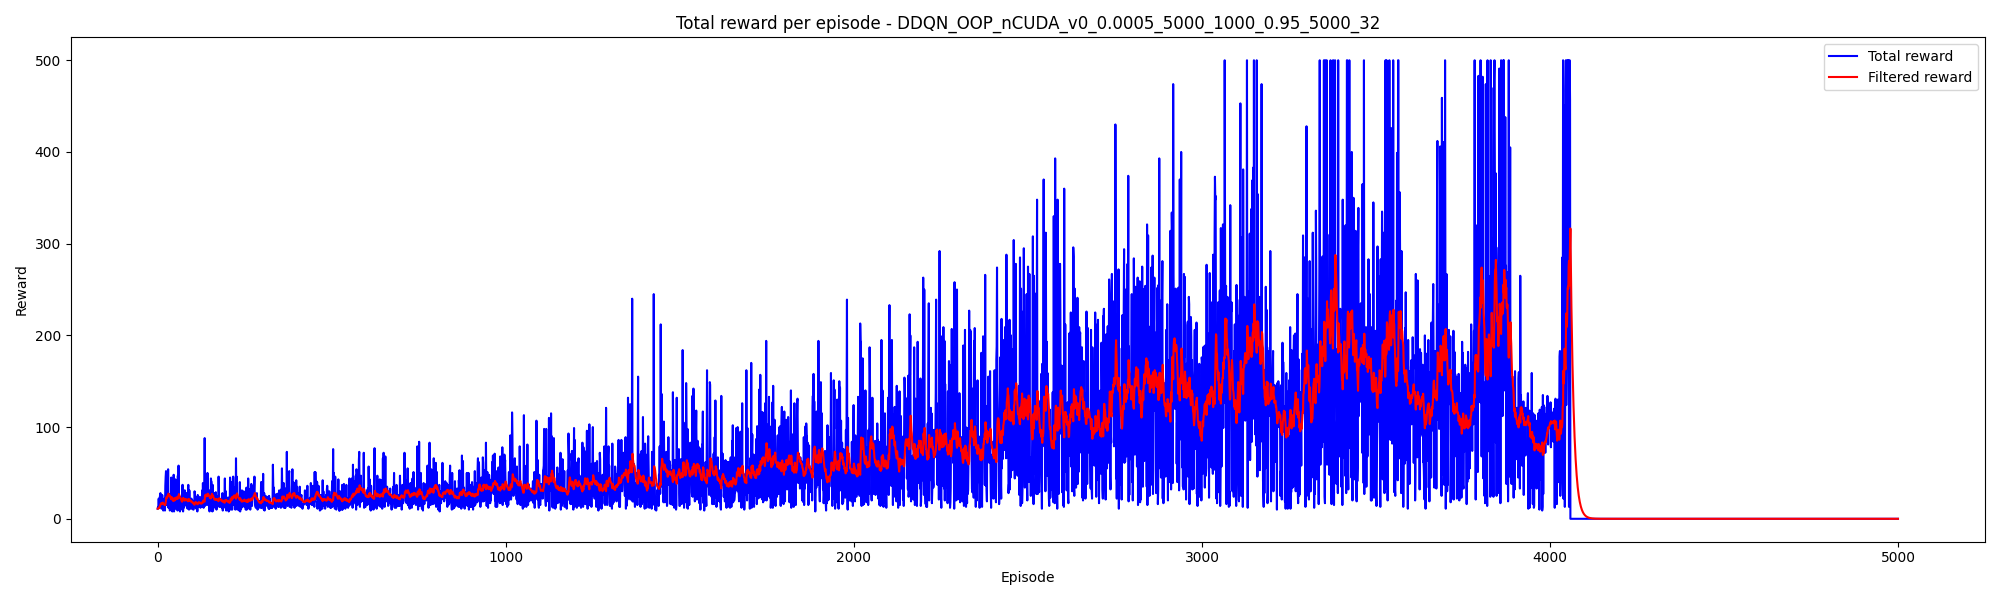 Total reward per episode - DDQN_OOP_nCUDA_v0_0.0005_5000_1000_0.95_5000_32
Total reward
Filtered reward
500
400
300
200
100
0
Reward
0 1000 2000 3000 4000 5000
Episode